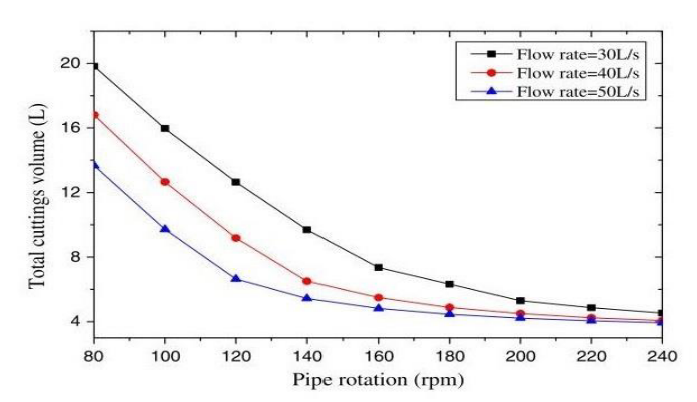 Flow rate=30L/s
Flow rate=40L/s
Flow rate=50L/s
Total cuttings volume (L)
20
16
12
8
4
80 100 120 140 160 180 200 220 240
Pipe rotation (rpm)